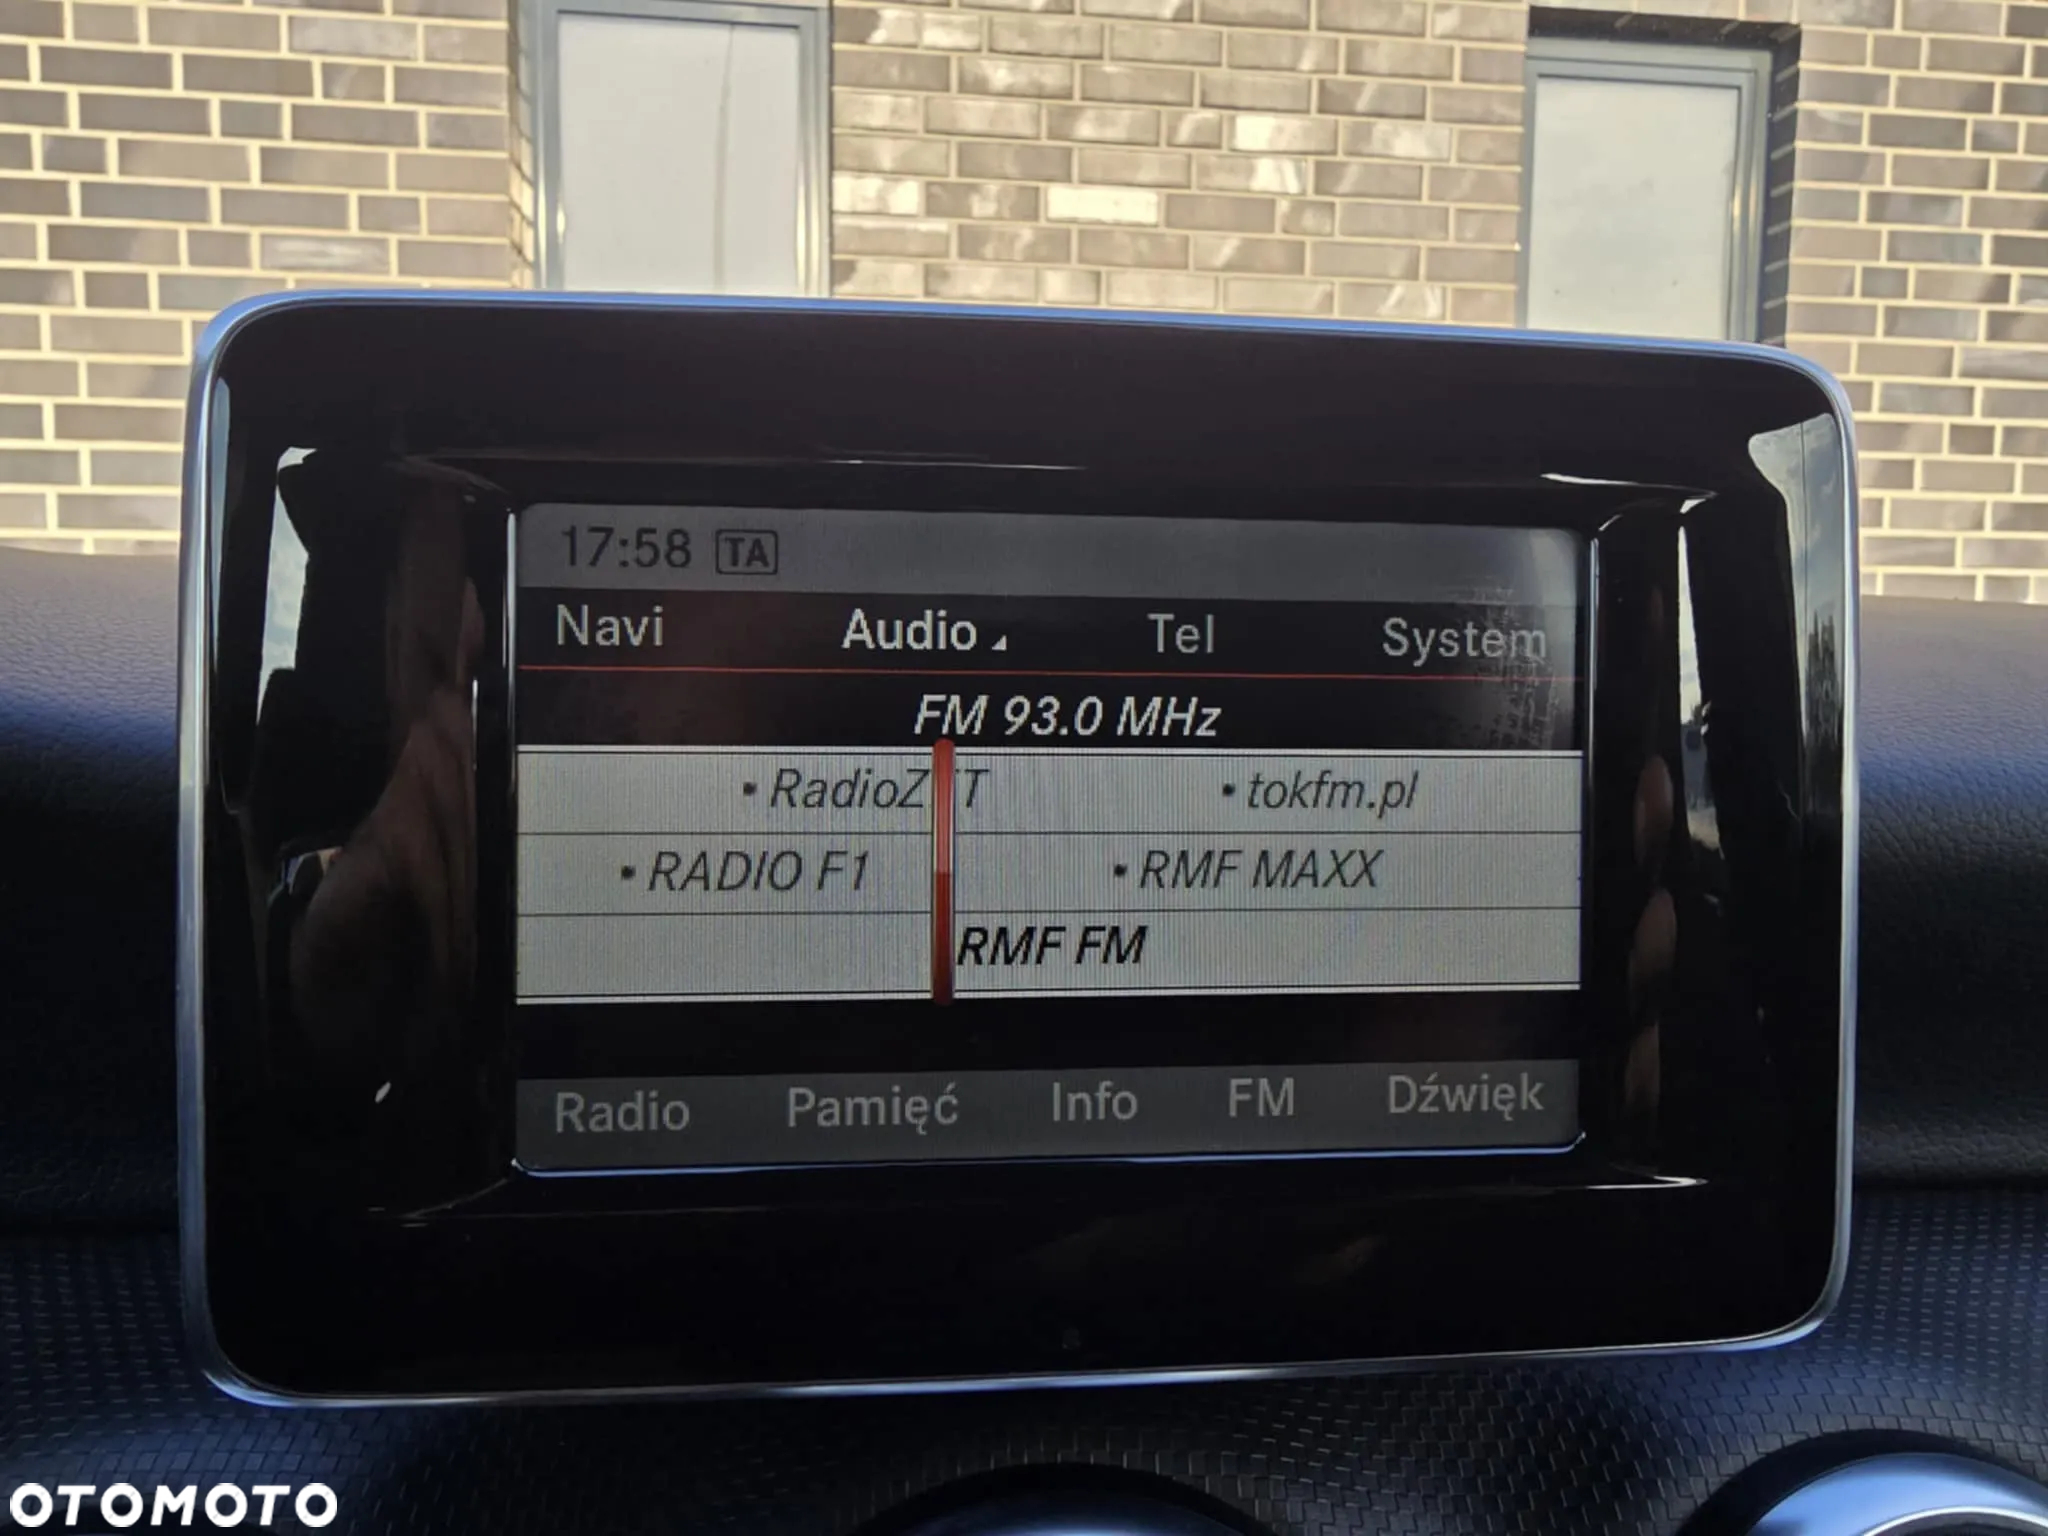 17:58 TA
Navi Audio Tel System
FM 93.0 MHz
• RadioZET • tokfm.pl
• RADIO F1 • RMF MAXX
RMF FM
Radio Pamięć Info FM Dźwięk
OTOMOTO